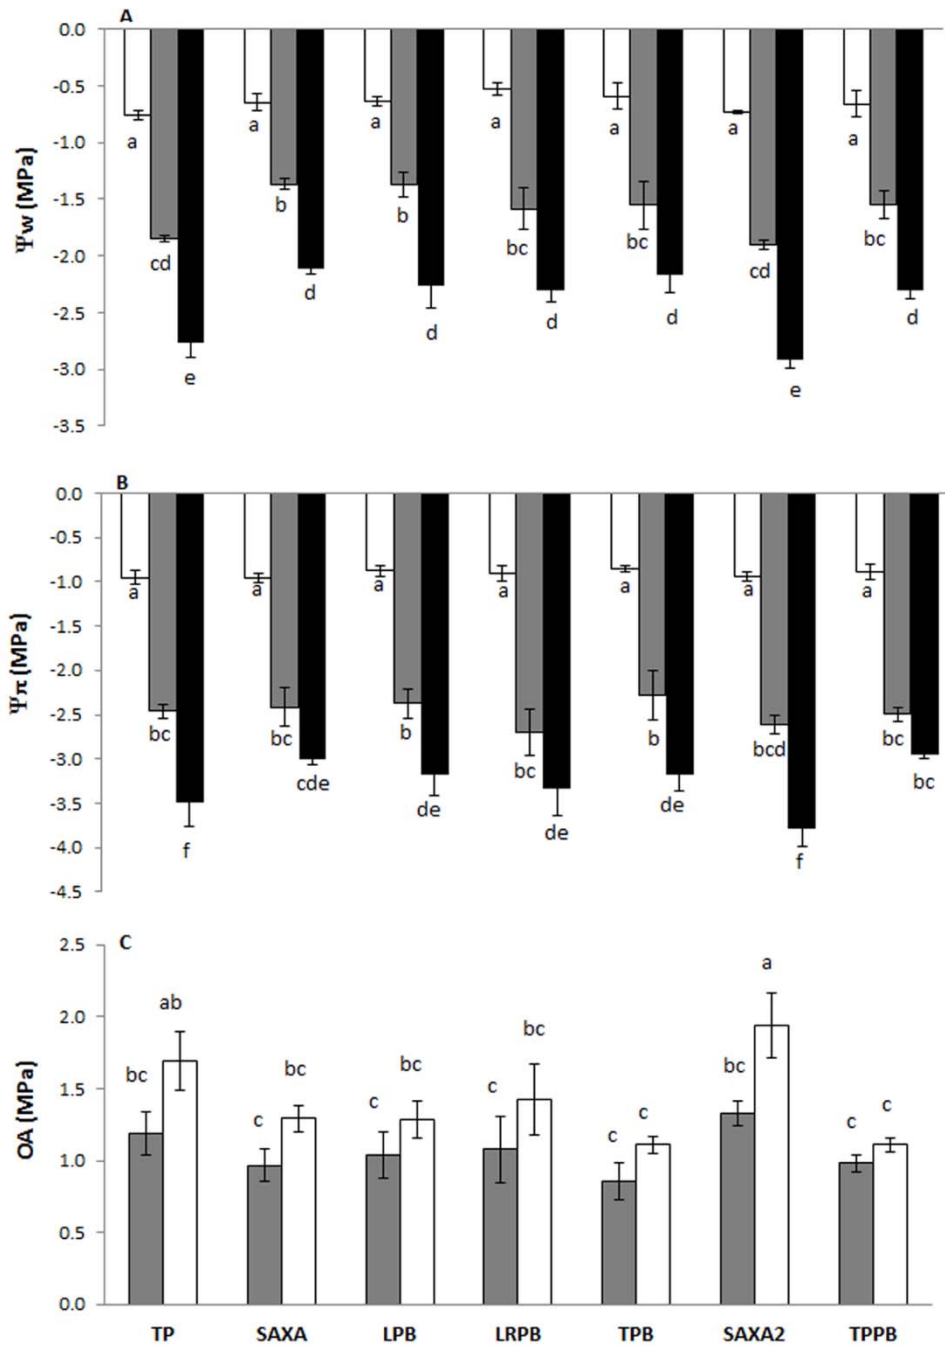 A
0.0
-0.5
-1.0
-1.5
-2.0
-2.5
-3.0
-3.5
Ψw (MPa)
a a a a a a a
cd b b bc bc cd bc
e d d d d e d
B
0.0
-0.5
-1.0
-1.5
-2.0
-2.5
-3.0
-3.5
-4.0
-4.5
Ψπ (MPa)
a a a a a a a
bc bc b bc b bcd bc
f cde de de de f bc
C
2.5
2.0
1.5
1.0
0.5
0.0
OA (MPa)
bc ab c bc c bc c bc c c bc a c c
TP SAXA LPB LRPB TPB SAXA2 TPPB